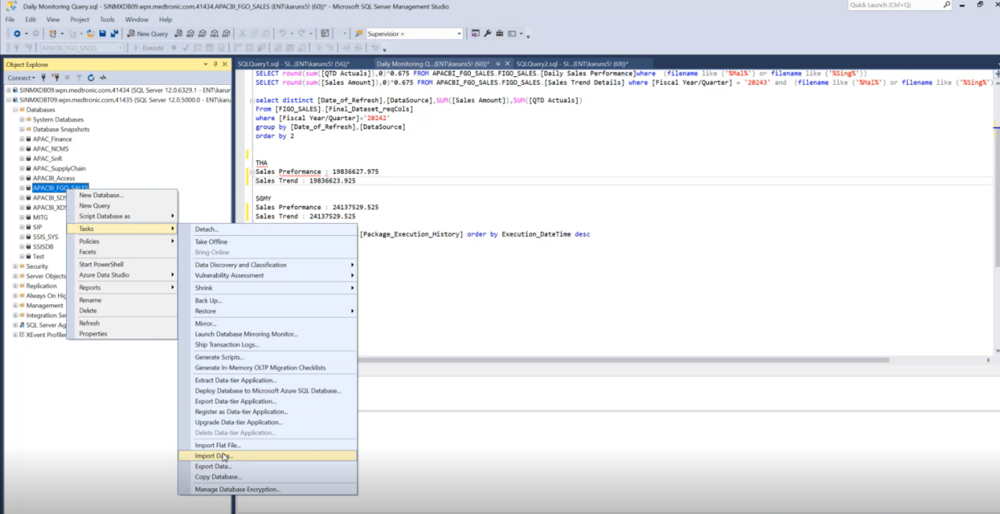 Daily Monitoring Query.sql - SINMXDB09.wpn.medtronic.com,41434.APACBI_FGO_SALES (ENT\karuns5! (60))* - Microsoft SQL Server Management Studio
Quick Launch (Ctrl+Q)
File Edit View Project Tools Window Help
New Query
Supervisior =
APACBI_FGO_SALES
Execute
Object Explorer
SQLQuery1.sql - SI...(ENT\karuns5! (56))*
Daily Monitoring Q...(ENT\karuns5! (60))*
SQLQuery2.sql - SI...(ENT\karuns5! (69))*
Connect
SINMXDB09.wpn.medtronic.com,41434 (SQL Server 12.0.6329.1 - ENT\karu
SINMXDBT09.wpn.medtronic.com,41435 (SQL Server 12.0.5000.0 - ENT\karu
Databases
System Databases
Database Snapshots
APAC_Finance
APAC_NCMS
APAC_SnR
APAC_SupplyChain
APACBI_Access
APACBI_FGO_SALES
APACBI_SDS
APACBI_XDS
MITG
SIP
SSIS_SYS
SSISDB
Test
Security
Server Objects
Replication
Always On Hig
Management
Integration Ser
SQL Server Ag
XEvent Profiler
New Database...
New Query
Script Database as
Tasks
Policies
Facets
Start PowerShell
Azure Data Studio
Reports
Rename
Delete
Refresh
Properties
Detach...
Take Offline
Bring Online
Data Discovery and Classification
Vulnerability Assessment
Shrink
Back Up...
Restore
Mirror...
Launch Database Mirroring Monitor...
Ship Transaction Logs...
Generate Scripts...
Generate In-Memory OLTP Migration Checklists
Extract Data-tier Application...
Deploy Database to Microsoft Azure SQL Database...
Export Data-tier Application...
Register as Data-tier Application...
Upgrade Data-tier Application...
Delete Data-tier Application...
Import Flat File...
Import Data...
Export Data...
Copy Database...
Manage Database Encryption...
SELECT round(sum([QTD Actuals]),0)*0.675 FROM APACBI_FGO_SALES.FIGO_SALES.[Daily Sales Performance]where (filename like ('%Mal%') or filename like ('%Sing%'))
SELECT round(sum([Sales Amount]),0)*0.675 FROM APACBI_FGO_SALES.FIGO_SALES.[Sales Trend Details] where [Fiscal Year/Quarter] = '20243' and (filename like ('%Mal%') or filename like ('%Sing%')
select distinct [Date_of_Refresh],[DataSource],SUM([Sales Amount]),SUM([QTD Actuals])
From [FIGO_SALES].[Final_Dataset_reqCols]
where [Fiscal Year/Quarter]='20242'
group by [Date_of_Refresh],[DataSource]
order by 2
THA
Sales Preformance : 19836627.975
Sales Trend : 19836623.925
SGMY
Sales Preformance : 24137529.525
Sales Trend : 24137529.525
[Package_Execution_History] order by Execution_DateTime desc